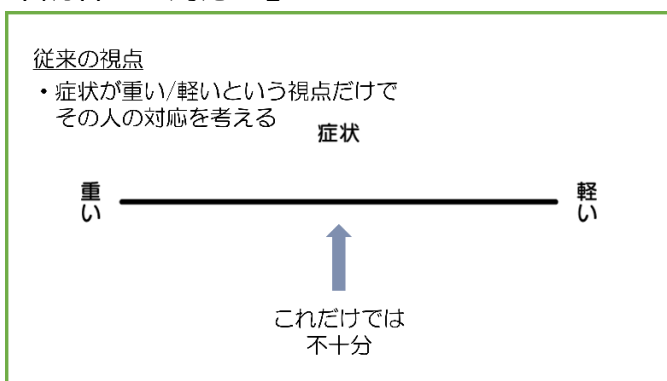 従来の視点
・症状が重い/軽いという視点だけで
その人の対応を考える
症状
重い
軽い
これだけでは
不十分